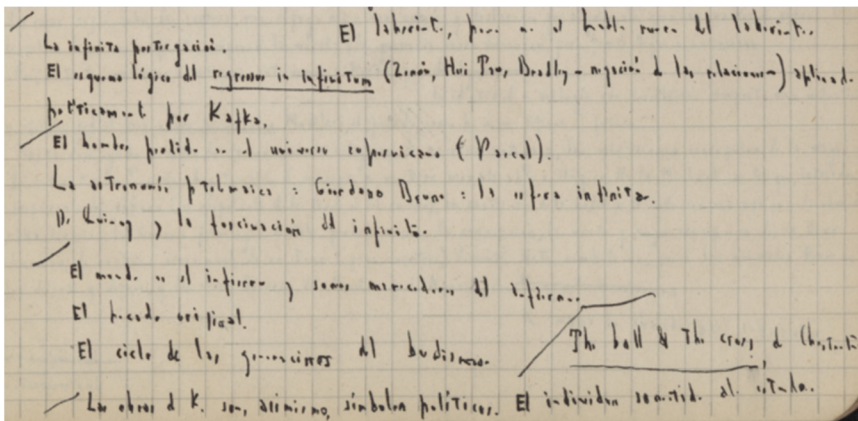 El laberinto, pero no se habla nunca del laberinto.
La infinita postergación.
El esquema lógico del regressus in infinitum (Zenón, Hui Tzu, Bradley - negación de las relaciones) aplicado
poéticamente por Kafka.
El hombre perdido en el universo copernicano (Pascal).
La astronomía ptolemaica : Giordano Bruno : la esfera infinita.
De Quincey y la fascinación del infinito.
El mundo es el infierno y somos merecedores del infierno.
El pecado original.
El ciclo de las generaciones del budismo.
The ball & the cross, de Chesterton
Las obras de K. son, asimismo, símbolos políticos. El individuo sometido al estado.